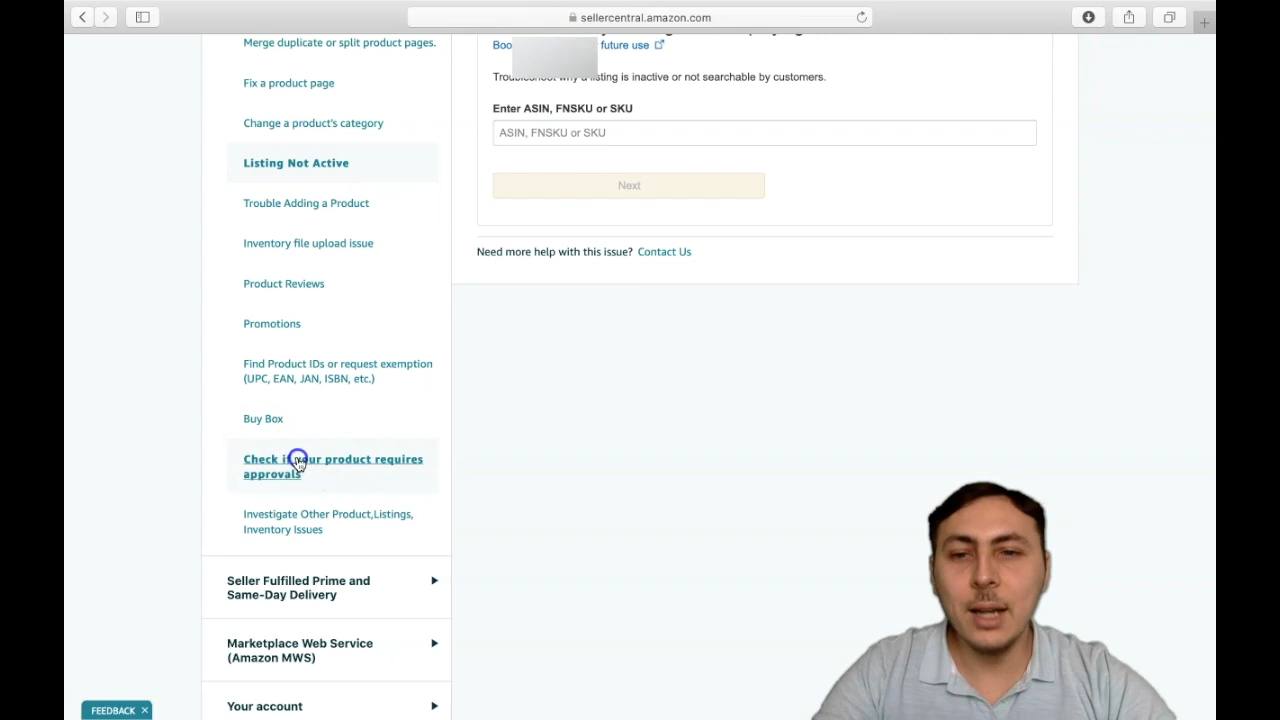 sellercentral.amazon.com
Merge duplicate or split product pages.
Fix a product page
Change a product's category
Listing Not Active
Trouble Adding a Product
Inventory file upload issue
Product Reviews
Promotions
Find Product IDs or request exemption
(UPC, EAN, JAN, ISBN, etc.)
Buy Box
Check if your product requires
approvals
Investigate Other Product,Listings,
Inventory Issues
Seller Fulfilled Prime and
Same-Day Delivery
Marketplace Web Service
(Amazon MWS)
Your account
FEEDBACK ×
future use
Troubleshoot why a listing is inactive or not searchable by customers.
Enter ASIN, FNSKU or SKU
ASIN, FNSKU or SKU
Next
Need more help with this issue? Contact Us